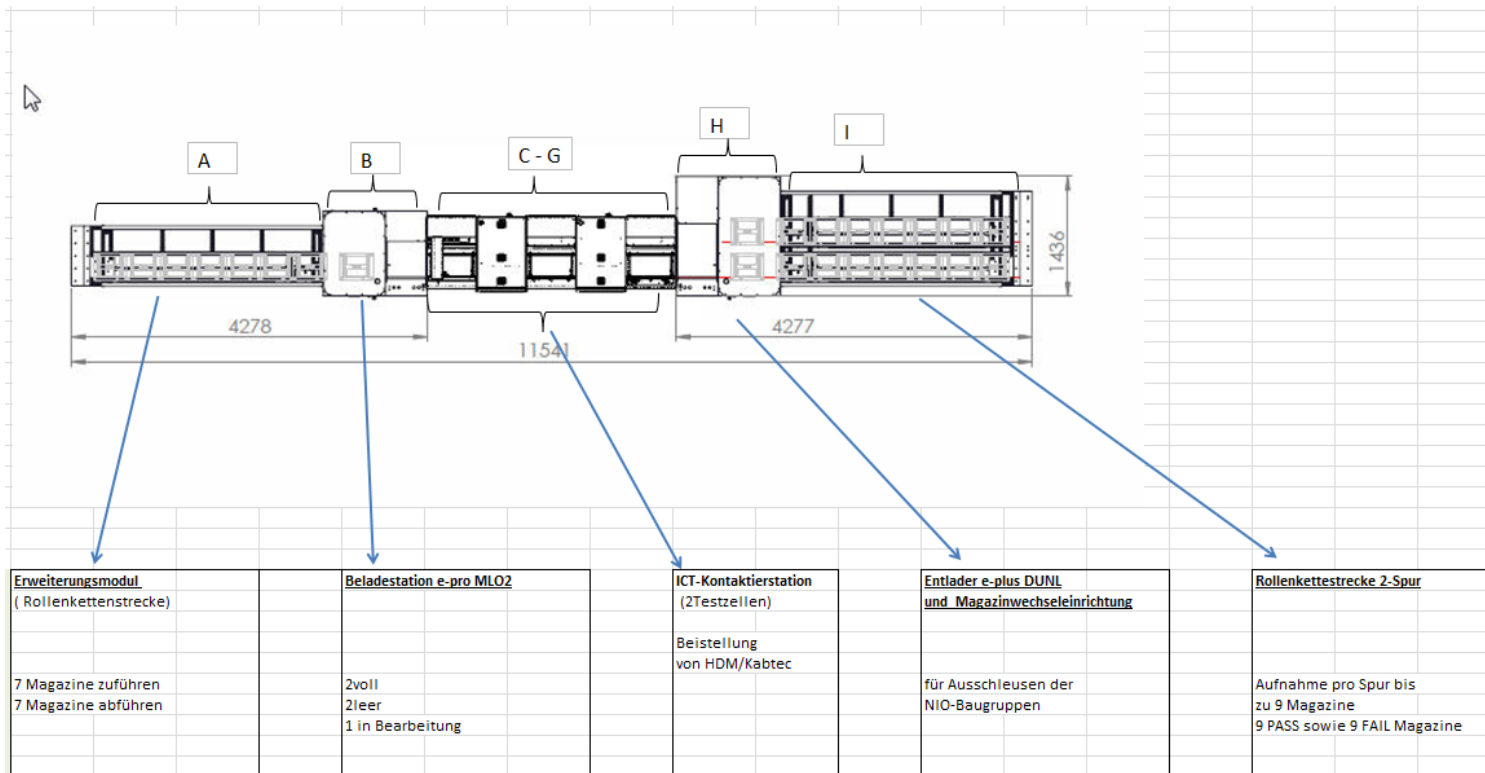 A
B
C - G
H
I
4278
11541
4277
1436
Erweiterungsmodul
( Rollenkettenstrecke)
7 Magazine zuführen
7 Magazine abführen
Beladestation e-pro MLO2
2voll
2leer
1 in Bearbeitung
ICT-Kontaktierstation
(2Testzellen)
Beistellung
von HDM/Kabtec
Entlader e-plus DUNL
und  Magazinwechseleinrichtung
für Ausschleusen der
NIO-Baugruppen
Rollenkettestrecke 2-Spur
Aufnahme pro Spur bis
zu 9 Magazine
9 PASS sowie 9 FAIL Magazine